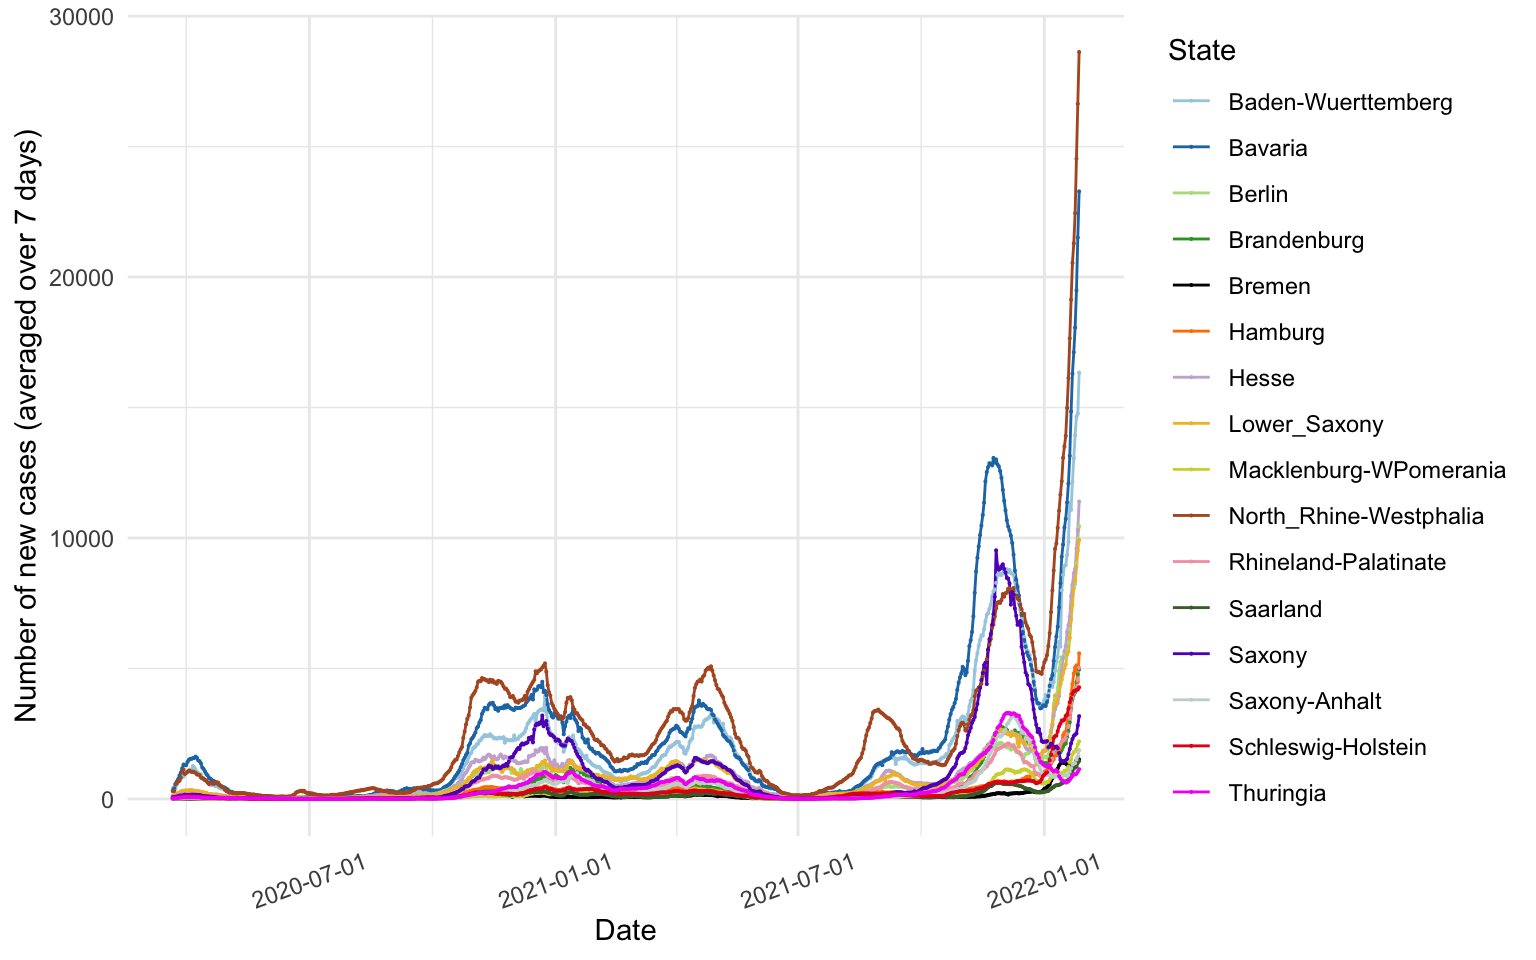 30000
20000
10000
0
Number of new cases (averaged over 7 days)
2020-07-01
2021-01-01
2021-07-01
2022-01-01
Date
State
Baden-Wuerttemberg
Bavaria
Berlin
Brandenburg
Bremen
Hamburg
Hesse
Lower_Saxony
Macklenburg-WPomerania
North_Rhine-Westphalia
Rhineland-Palatinate
Saarland
Saxony
Saxony-Anhalt
Schleswig-Holstein
Thuringia